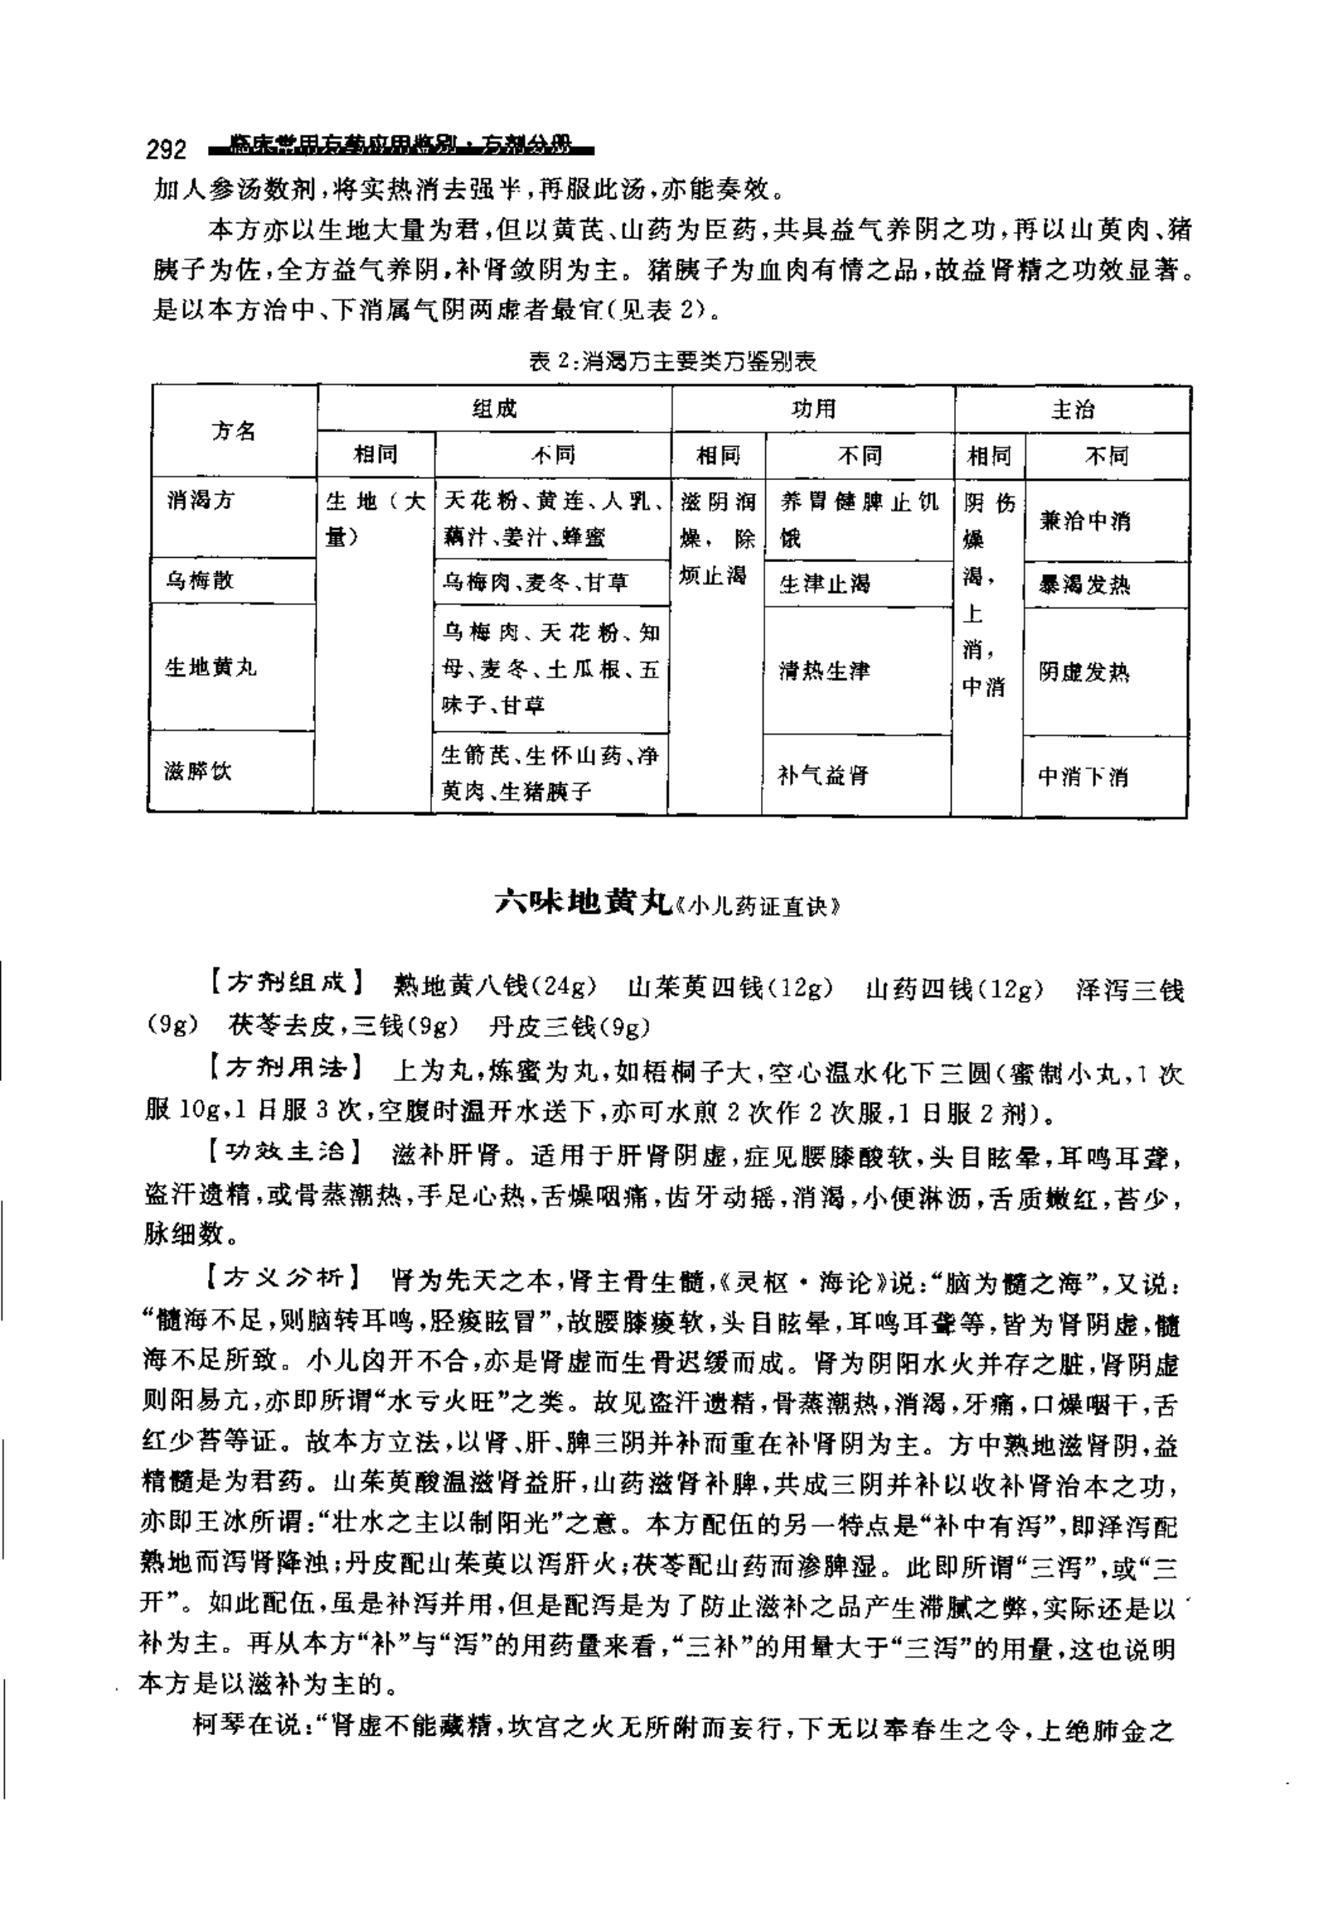 292 临床常用方药应用鉴别·方剂分册
加人参汤数剂,将实热消去强半,再服此汤,亦能奏效。
本方亦以生地大量为君,但以黄芪、山药为臣药,共具益气养阴之功,再以山萸肉、猪
胰子为佐,全方益气养阴,补肾敛阴为主。猪胰子为血肉有情之品,故益肾精之功效显著。
是以本方治中、下消属气阴两虚者最宜(见表2)。
表2:消渴方主要类方鉴别表
方名 组成 功用 主治
相同 不同 相同 不同 相同 不同
消渴方 生地(大量) 天花粉、黄连、人乳、藕汁、姜汁、蜂蜜 滋阴润燥,除烦止渴 养胃健脾止饥饿 阴伤燥渴,上消,中消 兼治中消
乌梅散 乌梅肉、麦冬、甘草 生津止渴 暴渴发热
生地黄丸 乌梅肉、天花粉、知母、麦冬、土瓜根、五味子、甘草 清热生津 阴虚发热
滋膵饮 生箭芪、生怀山药、净萸肉、生猪胰子 补气益肾 中消下消
六味地黄丸《小儿药证直诀》
【方剂组成】 熟地黄八钱(24g) 山茱萸四钱(12g) 山药四钱(12g) 泽泻三钱
(9g) 茯苓去皮,三钱(9g) 丹皮三钱(9g)
【方剂用法】 上为丸,炼蜜为丸,如梧桐子大,空心温水化下三圆(蜜制小丸,1次
服10g,1日服3次,空腹时温开水送下,亦可水煎2次作2次服,1日服2剂)。
【功效主治】 滋补肝肾。适用于肝肾阴虚,症见腰膝酸软,头目眩晕,耳鸣耳聋,
盗汗遗精,或骨蒸潮热,手足心热,舌燥咽痛,齿牙动摇,消渴,小便淋沥,舌质嫩红,苔少,
脉细数。
【方义分析】 肾为先天之本,肾主骨生髓,《灵枢·海论》说:“脑为髓之海”,又说:
“髓海不足,则脑转耳鸣,胫痠眩冒”,故腰膝痠软,头目眩晕,耳鸣耳聋等,皆为肾阴虚,髓
海不足所致。小儿囟开不合,亦是肾虚而生骨迟缓而成。肾为阴阳水火并存之脏,肾阴虚
则阳易亢,亦即所谓“水亏火旺”之类。故见盗汗遗精,骨蒸潮热,消渴,牙痛,口燥咽干,舌
红少苔等证。故本方立法,以肾、肝、脾三阴并补而重在补肾阴为主。方中熟地滋肾阴,益
精髓是为君药。山茱萸酸温滋肾益肝,山药滋肾补脾,共成三阴并补以收补肾治本之功,
亦即王冰所谓:“壮水之主以制阳光”之意。本方配伍的另一特点是“补中有泻”,即泽泻配
熟地而泻肾降浊;丹皮配山茱萸以泻肝火;茯苓配山药而渗脾湿。此即所谓“三泻”,或“三
开”。如此配伍,虽是补泻并用,但是配泻是为了防止滋补之品产生滞腻之弊,实际还是以
补为主。再从本方“补”与“泻”的用药量来看,“三补”的用量大于“三泻”的用量,这也说明
本方是以滋补为主的。
柯琴在说:“肾虚不能藏精,坎宫之火无所附而妄行,下无以奉春生之令,上绝肺金之